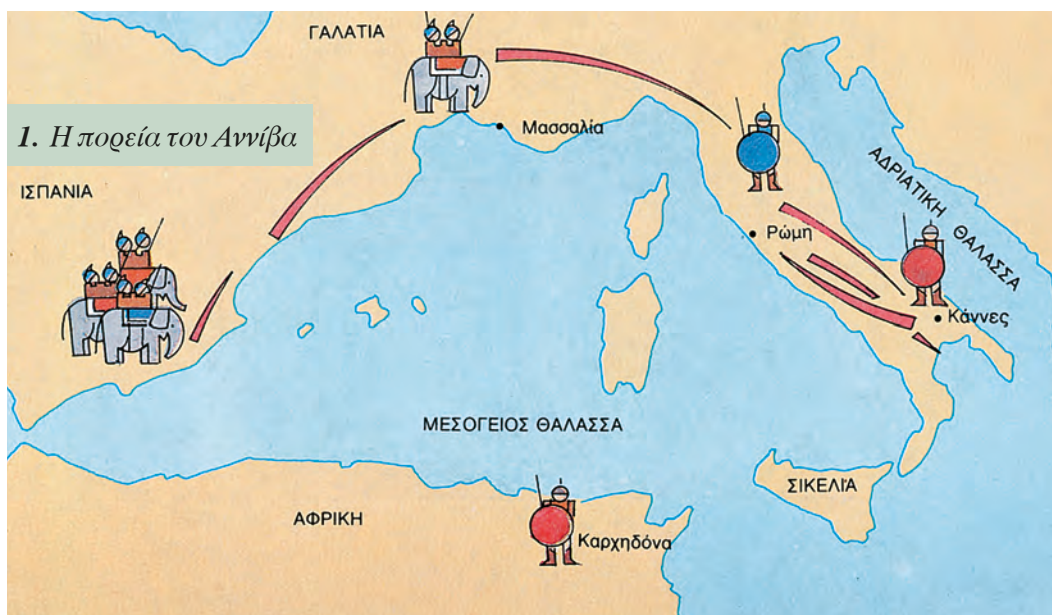 ΓΑΛΑΤΙΑ
1. Η πορεία του Αννίβα
Μασσαλία
ΙΣΠΑΝΙΑ
ΑΔΡΙΑΤΙΚΗ ΘΑΛΑΣΣΑ
Ρώμη
Κάννες
ΜΕΣΟΓΕΙΟΣ ΘΑΛΑΣΣΑ
ΣΙΚΕΛΙΑ
ΑΦΡΙΚΗ
Καρχηδόνα